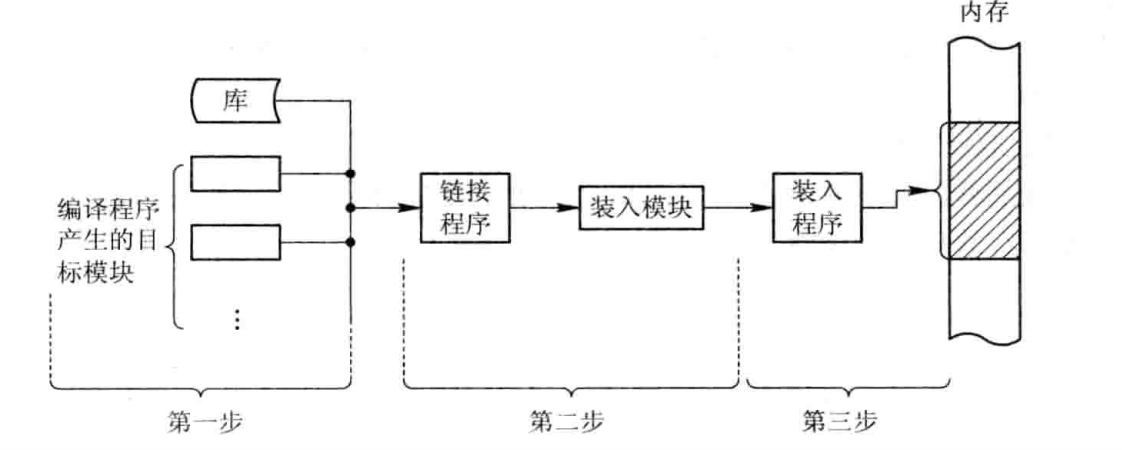 内存
库
编译程序
产生的目
标模块
⋮
链接
程序
装入模块
装入
程序
第一步
第二步
第三步